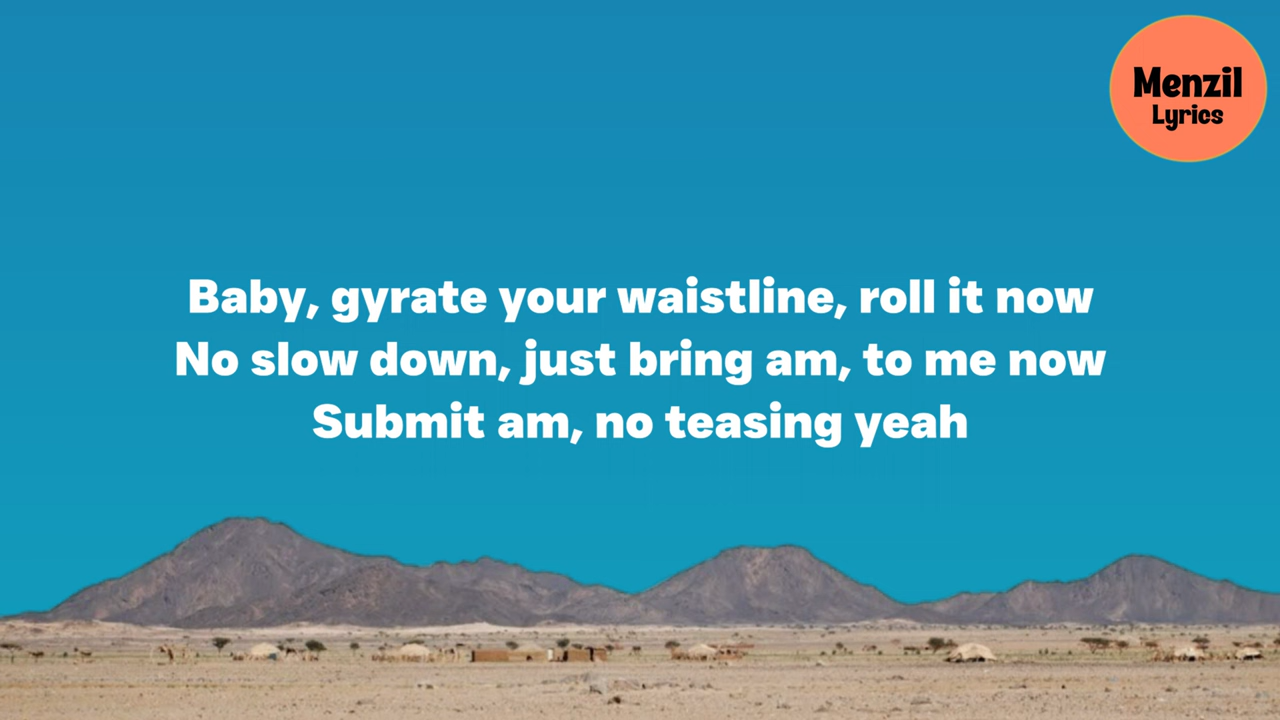 Menzil
Lyrics
Baby, gyrate your waistline, roll it now
No slow down, just bring am, to me now
Submit am, no teasing yeah